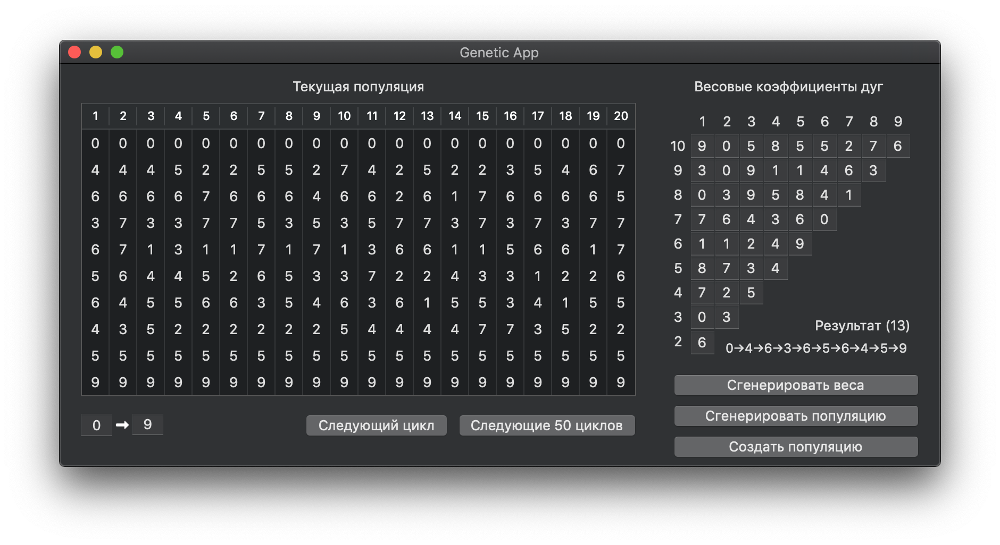 Genetic App
Текущая популяция
1 2 3 4 5 6 7 8 9 10 11 12 13 14 15 16 17 18 19 20
0 0 0 0 0 0 0 0 0 0 0 0 0 0 0 0 0 0 0 0
4 4 4 5 2 2 5 5 2 7 4 2 5 2 2 3 5 4 6 7
6 6 6 6 7 6 6 6 4 6 6 2 6 1 7 6 6 6 6 5
3 7 3 3 7 7 5 3 5 3 5 7 7 3 7 3 7 3 7 7
6 7 1 3 1 1 7 1 7 1 3 6 6 1 1 5 6 6 1 7
5 6 4 4 5 2 6 5 3 3 7 2 2 4 3 3 1 2 2 6
6 4 5 5 6 6 3 5 4 6 3 6 1 5 5 3 4 1 5 5
4 3 5 2 2 2 2 2 2 5 4 4 4 4 7 7 3 5 2 2
5 5 5 5 5 5 5 5 5 5 5 5 5 5 5 5 5 5 5 5
9 9 9 9 9 9 9 9 9 9 9 9 9 9 9 9 9 9 9 9
0 → 9
Следующий цикл
Следующие 50 циклов
Весовые коэффициенты дуг
1 2 3 4 5 6 7 8 9
10 9 0 5 8 5 5 2 7 6
9 3 0 9 1 1 4 6 3
8 0 3 9 5 8 4 1
7 7 6 4 3 6 0
6 1 1 2 4 9
5 8 7 3 4
4 7 2 5
3 0 3
2 6
Результат (13)
0→4→6→3→6→5→6→4→5→9
Сгенерировать веса
Сгенерировать популяцию
Создать популяцию